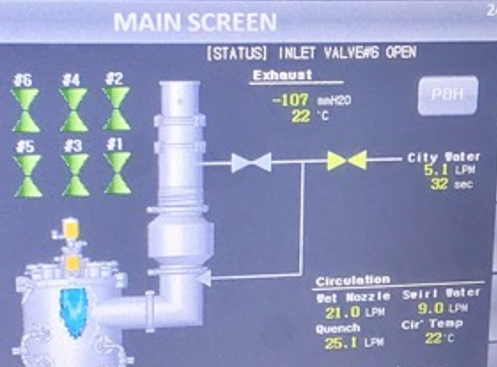 MAIN SCREEN
24
[STATUS] INLET VALVE#6 OPEN
#6 #4 #2
Exhaust
-107 mmH2O
22 °C
PBH
#5 #3 #1
City Water
5.1 LPM
32 sec
Circulation
Wet Nozzle Swirl Water
21.0 LPM 9.0 LPM
Quench Cir' Temp
25.1 LPM 22°C